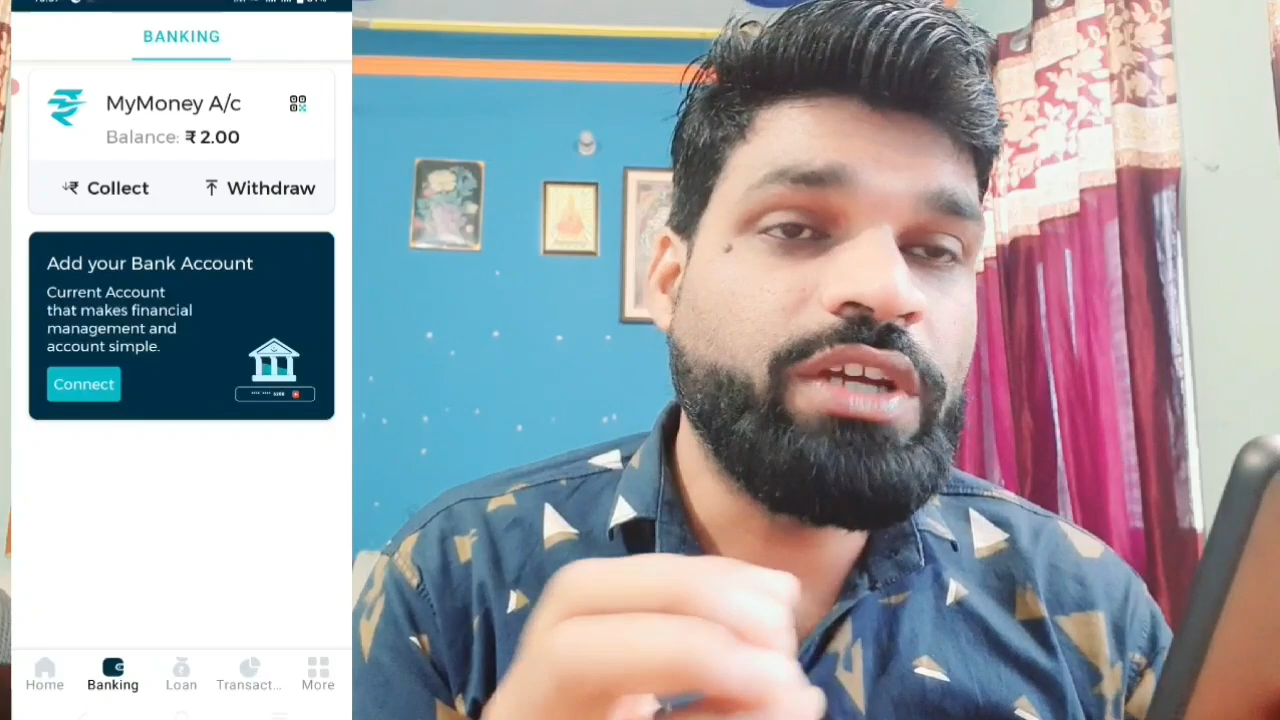 BANKING
MyMoney A/c
Balance: ₹ 2.00
Collect
Withdraw
Add your Bank Account
Current Account
that makes financial
management and
account simple.
Connect
Home
Banking
Loan
Transact...
More